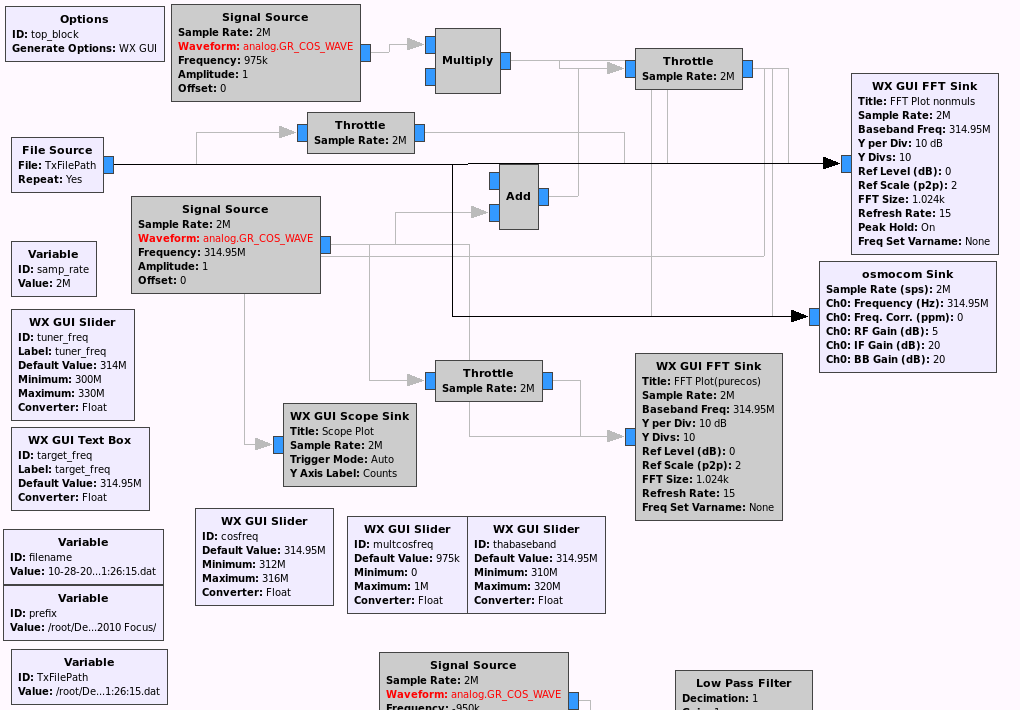 Options
ID: top_block
Generate Options: WX GUI
Signal Source
Sample Rate: 2M
Waveform: analog.GR_COS_WAVE
Frequency: 975k
Amplitude: 1
Offset: 0
Multiply
Throttle
Sample Rate: 2M
WX GUI FFT Sink
Title: FFT Plot nonmuls
Sample Rate: 2M
Baseband Freq: 314.95M
Y per Div: 10 dB
Y Divs: 10
Ref Level (dB): 0
Ref Scale (p2p): 2
FFT Size: 1.024k
Refresh Rate: 15
Peak Hold: On
Freq Set Varname: None
Throttle
Sample Rate: 2M
File Source
File: TxFilePath
Repeat: Yes
Add
Signal Source
Sample Rate: 2M
Waveform: analog.GR_COS_WAVE
Frequency: 314.95M
Amplitude: 1
Offset: 0
Variable
ID: samp_rate
Value: 2M
osmocom Sink
Sample Rate (sps): 2M
Ch0: Frequency (Hz): 314.95M
Ch0: Freq. Corr. (ppm): 0
Ch0: RF Gain (dB): 5
Ch0: IF Gain (dB): 20
Ch0: BB Gain (dB): 20
WX GUI Slider
ID: tuner_freq
Label: tuner_freq
Default Value: 314M
Minimum: 300M
Maximum: 330M
Converter: Float
Throttle
Sample Rate: 2M
WX GUI FFT Sink
Title: FFT Plot(purecos)
Sample Rate: 2M
Baseband Freq: 314.95M
Y per Div: 10 dB
Y Divs: 10
Ref Level (dB): 0
Ref Scale (p2p): 2
FFT Size: 1.024k
Refresh Rate: 15
Freq Set Varname: None
WX GUI Scope Sink
Title: Scope Plot
Sample Rate: 2M
Trigger Mode: Auto
Y Axis Label: Counts
WX GUI Text Box
ID: target_freq
Label: target_freq
Default Value: 314.95M
Converter: Float
WX GUI Slider
ID: cosfreq
Default Value: 314.95M
Minimum: 312M
Maximum: 316M
Converter: Float
WX GUI Slider
ID: multcosfreq
Default Value: 975k
Minimum: 0
Maximum: 1M
Converter: Float
WX GUI Slider
ID: thabaseband
Default Value: 314.95M
Minimum: 310M
Maximum: 320M
Converter: Float
Variable
ID: filename
Value: 10-28-20...1:26:15.dat
Variable
ID: prefix
Value: /root/De...2010 Focus/
Variable
ID: TxFilePath
Value: /root/De...1:26:15.dat
Signal Source
Sample Rate: 2M
Waveform: analog.GR_COS_WAVE
Frequency: -950k
Low Pass Filter
Decimation: 1